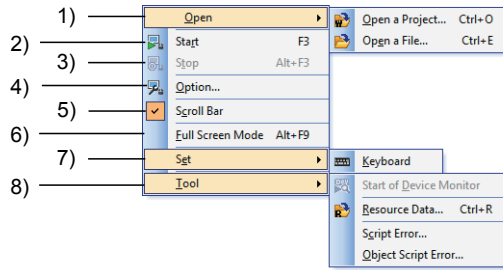 1) Open Open a Project... Ctrl+O
2) Start F3 Open a File... Ctrl+E
3) Stop Alt+F3
4) Option...
5) Scroll Bar
6) Full Screen Mode Alt+F9
7) Set Keyboard
8) Tool Start of Device Monitor
Resource Data... Ctrl+R
Script Error...
Object Script Error...